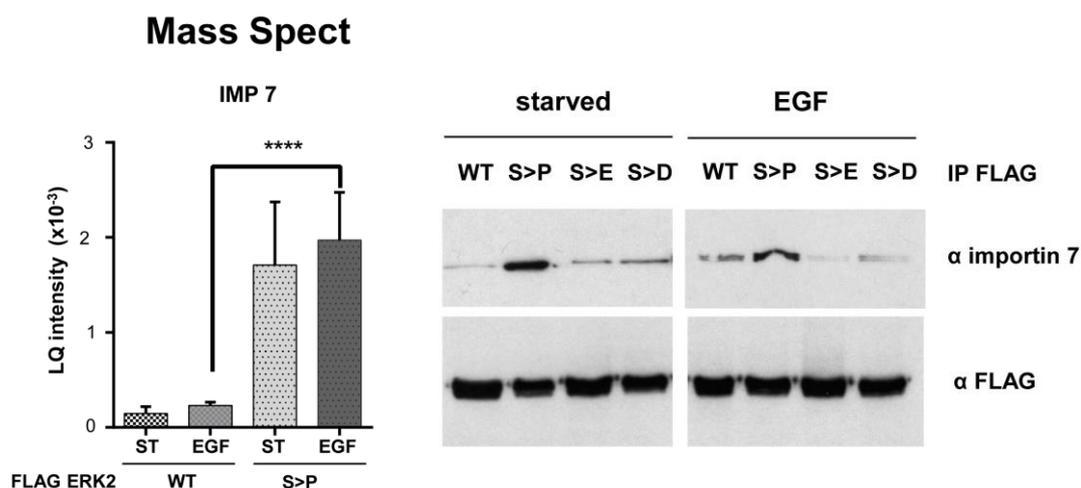 Mass Spect
IMP 7
LQ intensity (x10-3)
3
2
1
0
****
ST EGF ST EGF
FLAG ERK2 WT S>P
starved EGF
WT S>P S>E S>D WT S>P S>E S>D IP FLAG
α importin 7
α FLAG